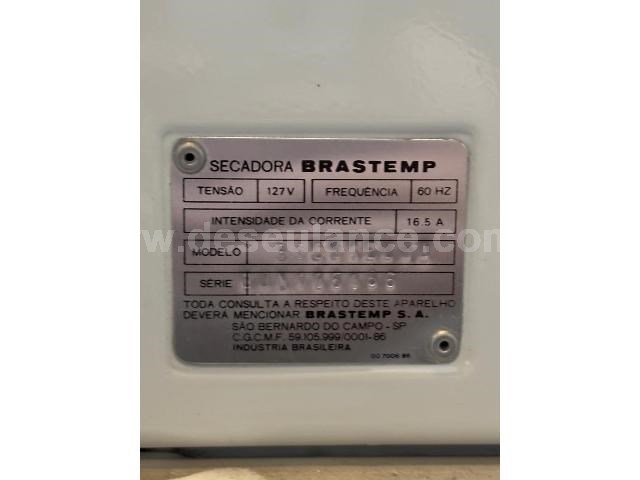 SECADORA BRASTEMP
TENSÃO 127V FREQUÊNCIA 60 HZ
INTENSIDADE DA CORRENTE 16.5 A
MODELO
SÉRIE
TODA CONSULTA A RESPEITO DESTE APARELHO
DEVERÁ MENCIONAR BRASTEMP S.A.
SÃO BERNARDO DO CAMPO - SP
C.G.C.M.F. 59.105.999/0001-86
INDÚSTRIA BRASILEIRA
w.deseulance.com